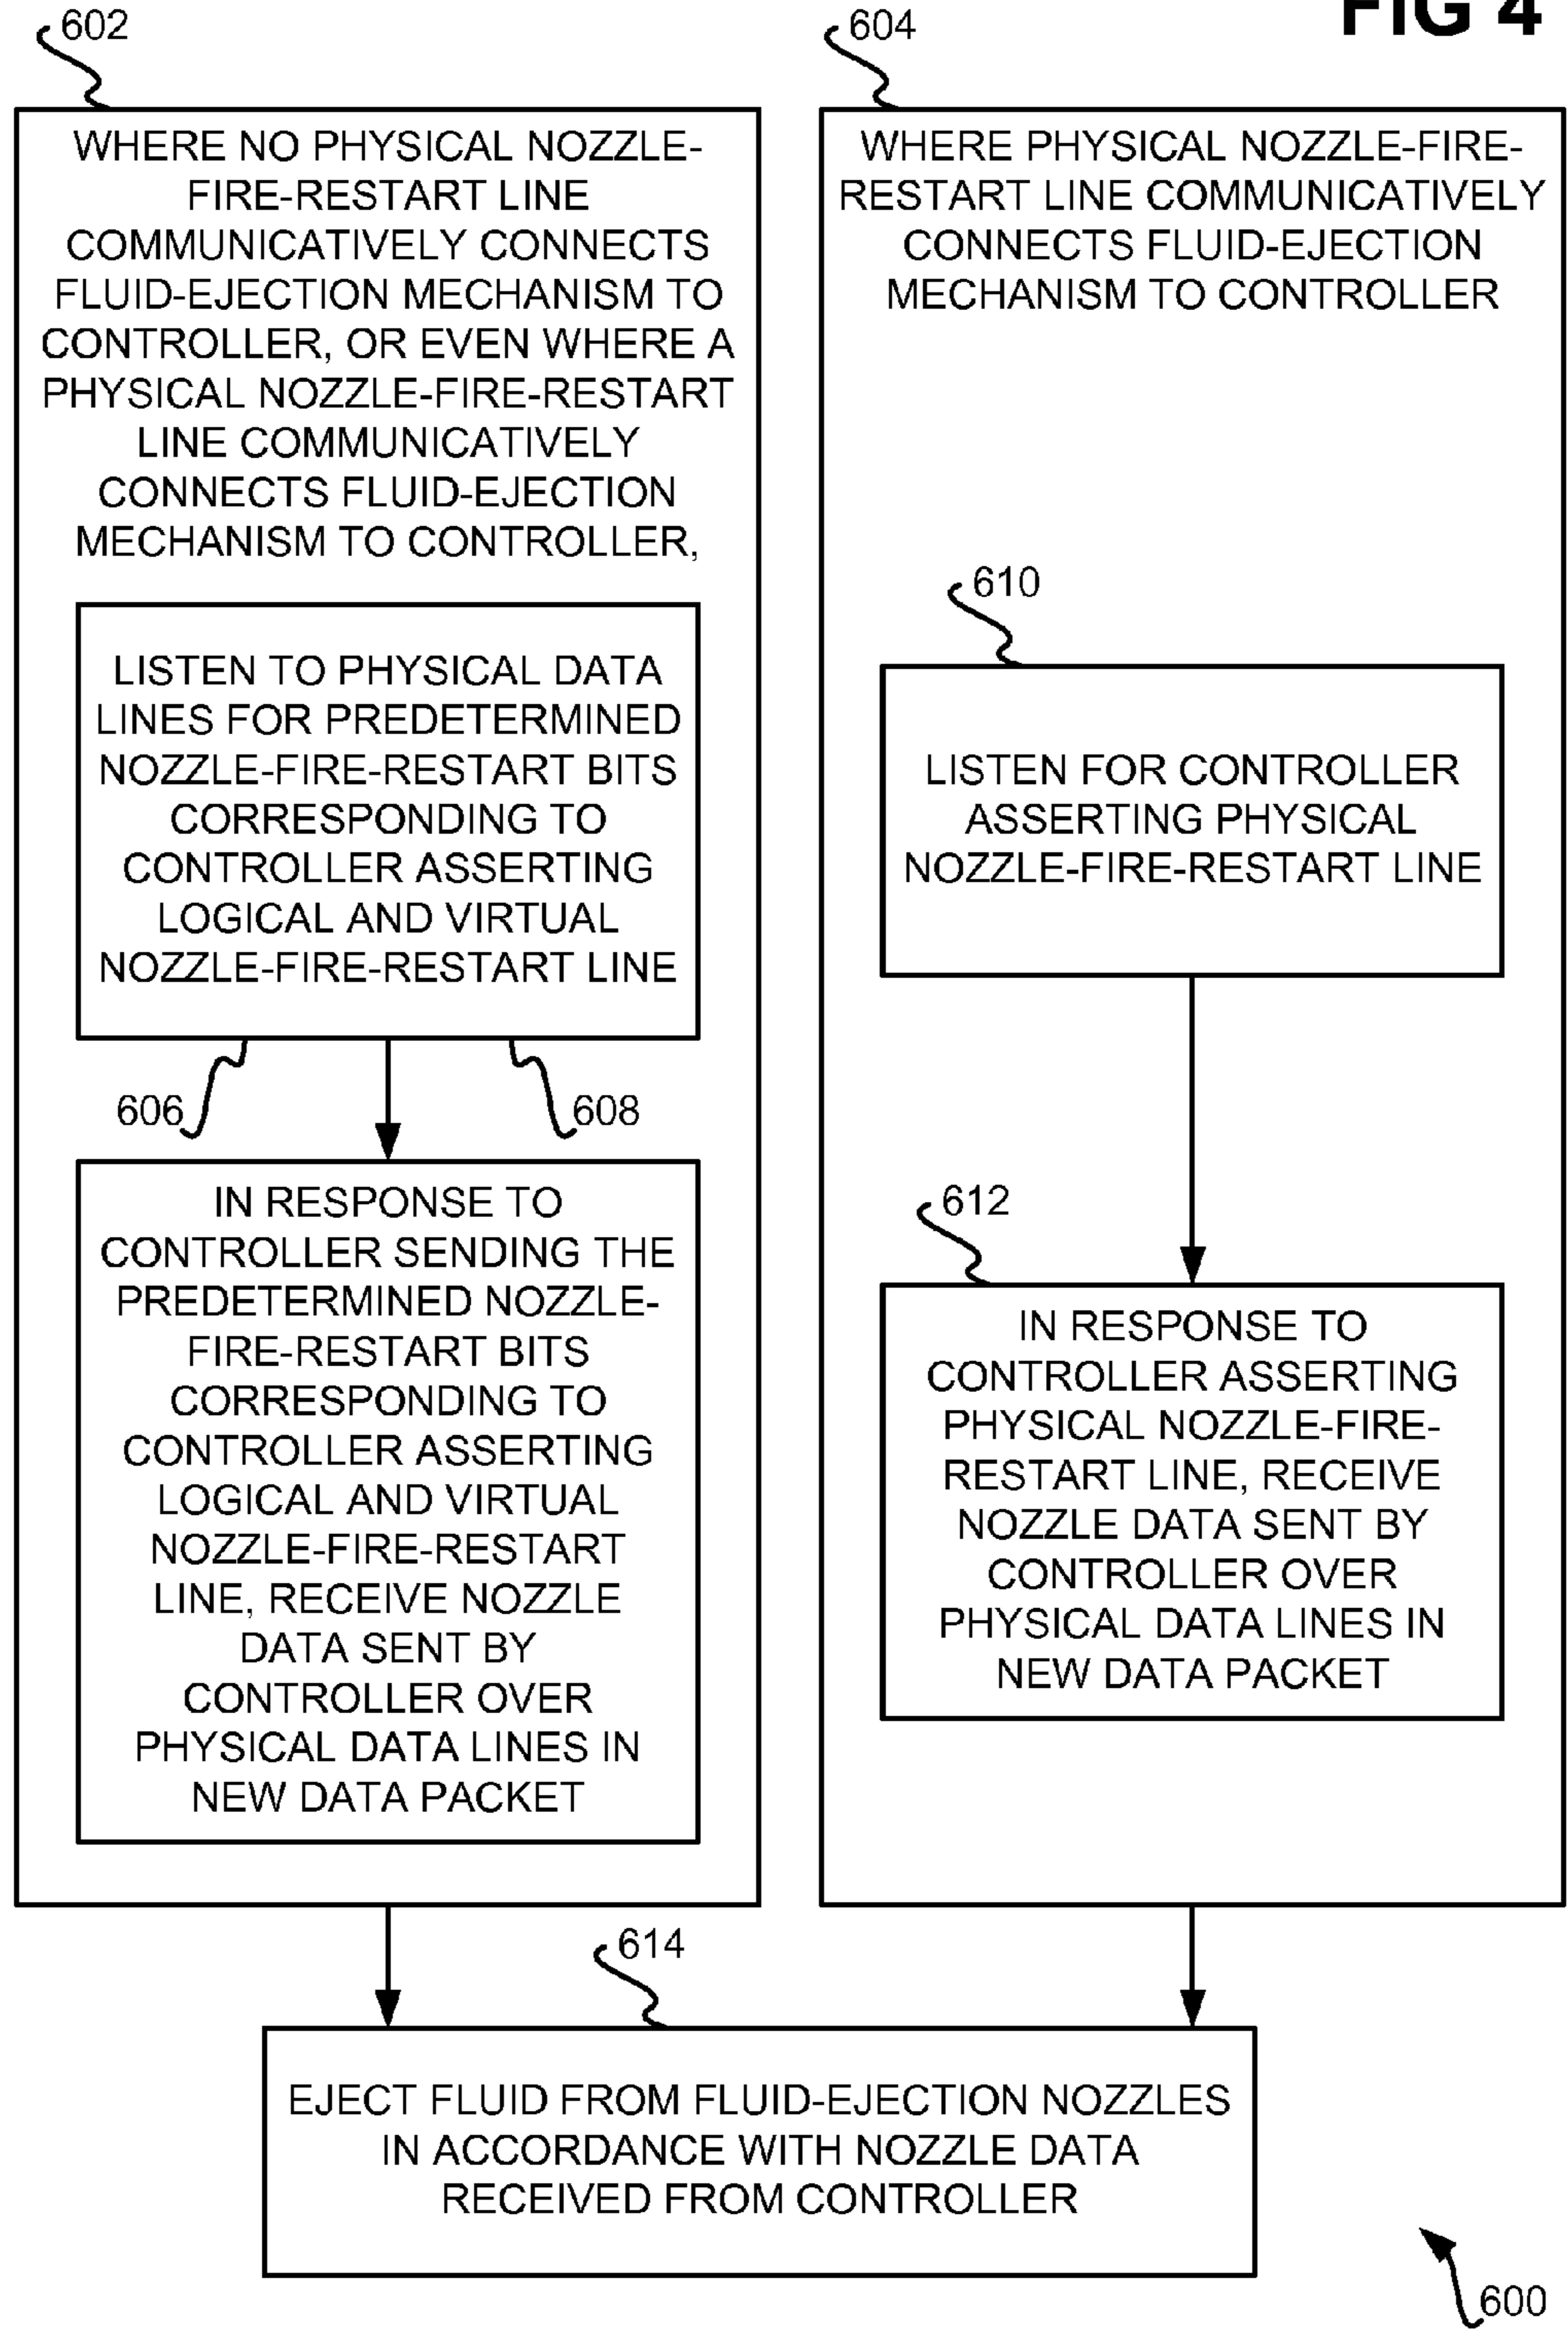 FIG 4
602
WHERE NO PHYSICAL NOZZLE-
FIRE-RESTART LINE
COMMUNICATIVELY CONNECTS
FLUID-EJECTION MECHANISM TO
CONTROLLER, OR EVEN WHERE A
PHYSICAL NOZZLE-FIRE-RESTART
LINE COMMUNICATIVELY
CONNECTS FLUID-EJECTION
MECHANISM TO CONTROLLER,
LISTEN TO PHYSICAL DATA
LINES FOR PREDETERMINED
NOZZLE-FIRE-RESTART BITS
CORRESPONDING TO
CONTROLLER ASSERTING
LOGICAL AND VIRTUAL
NOZZLE-FIRE-RESTART LINE
606
608
IN RESPONSE TO
CONTROLLER SENDING THE
PREDETERMINED NOZZLE-
FIRE-RESTART BITS
CORRESPONDING TO
CONTROLLER ASSERTING
LOGICAL AND VIRTUAL
NOZZLE-FIRE-RESTART
LINE, RECEIVE NOZZLE
DATA SENT BY
CONTROLLER OVER
PHYSICAL DATA LINES IN
NEW DATA PACKET
604
WHERE PHYSICAL NOZZLE-FIRE-
RESTART LINE COMMUNICATIVELY
CONNECTS FLUID-EJECTION
MECHANISM TO CONTROLLER
610
LISTEN FOR CONTROLLER
ASSERTING PHYSICAL
NOZZLE-FIRE-RESTART LINE
612
IN RESPONSE TO
CONTROLLER ASSERTING
PHYSICAL NOZZLE-FIRE-
RESTART LINE, RECEIVE
NOZZLE DATA SENT BY
CONTROLLER OVER
PHYSICAL DATA LINES IN
NEW DATA PACKET
614
EJECT FLUID FROM FLUID-EJECTION NOZZLES
IN ACCORDANCE WITH NOZZLE DATA
RECEIVED FROM CONTROLLER
600